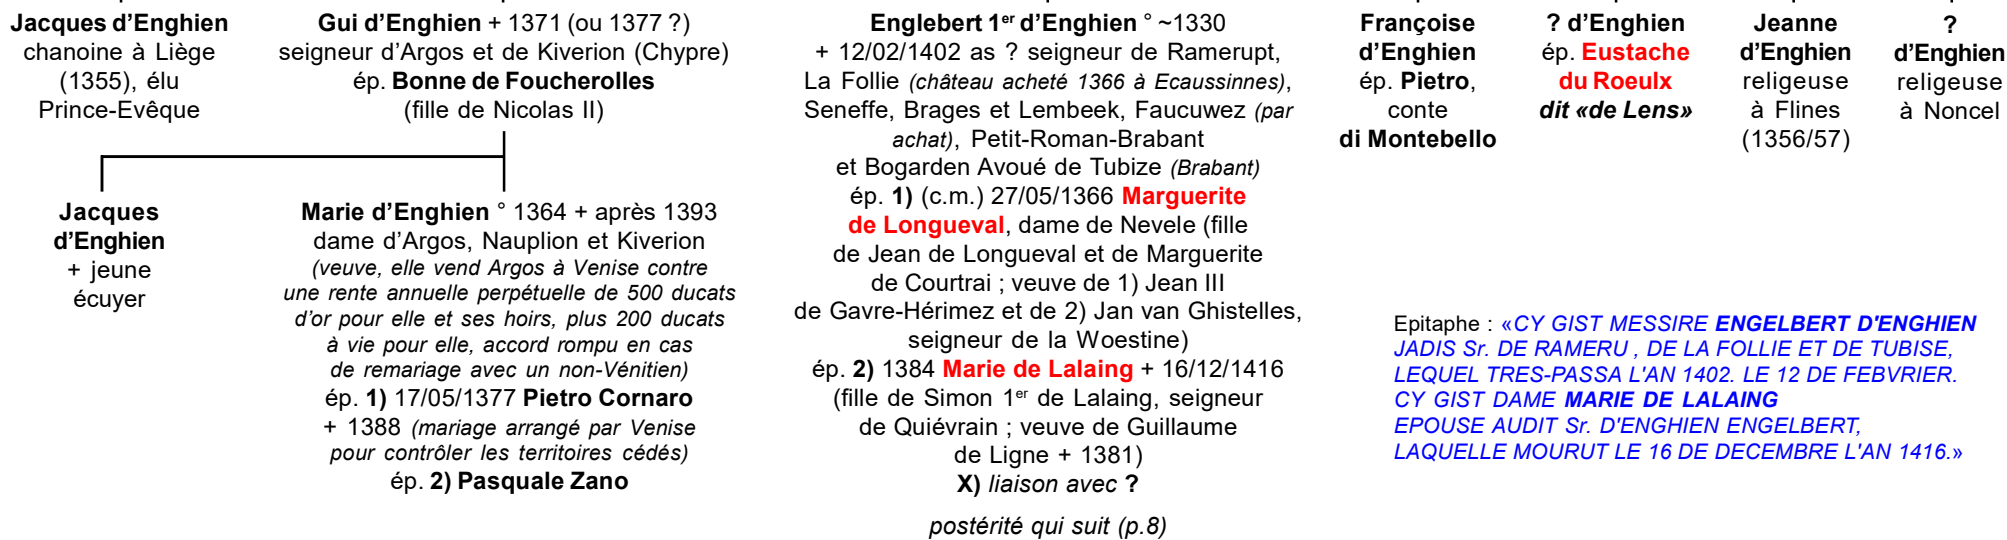 Jacques d'Enghien
chanoine à Liège
(1355), élu
Prince-Evêque
Gui d'Enghien + 1371 (ou 1377 ?)
seigneur d'Argos et de Kiverion (Chypre)
ép. Bonne de Foucherolles
(fille de Nicolas II)
Jacques
d'Enghien
+ jeune
écuyer
Marie d'Enghien ° 1364 + après 1393
dame d'Argos, Nauplion et Kiverion
(veuve, elle vend Argos à Venise contre
une rente annuelle perpétuelle de 500 ducats
d'or pour elle et ses hoirs, plus 200 ducats
à vie pour elle, accord rompu en cas
de remariage avec un non-Vénitien)
ép. 1) 17/05/1377 Pietro Cornaro
+ 1388 (mariage arrangé par Venise
pour contrôler les territoires cédés)
ép. 2) Pasquale Zano
Englebert 1er d'Enghien ° ~1330
+ 12/02/1402 as ? seigneur de Ramerupt,
La Follie (château acheté 1366 à Ecaussinnes),
Seneffe, Brages et Lembeek, Faucuwez (par
achat), Petit-Roman-Brabant
et Bogarden Avoué de Tubize (Brabant)
ép. 1) (c.m.) 27/05/1366 Marguerite
de Longueval, dame de Nevele (fille
de Jean de Longueval et de Marguerite
de Courtrai ; veuve de 1) Jean III
de Gavre-Hérimez et de 2) Jan van Ghistelles,
seigneur de la Woestine)
ép. 2) 1384 Marie de Lalaing + 16/12/1416
(fille de Simon 1er de Lalaing, seigneur
de Quiévrain ; veuve de Guillaume
de Ligne + 1381)
X) liaison avec ?
postérité qui suit (p.8)
Françoise
d'Enghien
ép. Pietro,
conte
di Montebello
? d'Enghien
ép. Eustache
du Roeulx
dit «de Lens»
Jeanne
d'Enghien
religeuse
à Flines
(1356/57)
?
d'Enghien
religeuse
à Noncel
Epitaphe : «CY GIST MESSIRE ENGELBERT D'ENGHIEN
JADIS Sr. DE RAMERU , DE LA FOLLIE ET DE TUBISE,
LEQUEL TRES-PASSA L'AN 1402. LE 12 DE FEBVRIER.
CY GIST DAME MARIE DE LALAING
EPOUSE AUDIT Sr. D'ENGHIEN ENGELBERT,
LAQUELLE MOURUT LE 16 DE DECEMBRE L'AN 1416.»